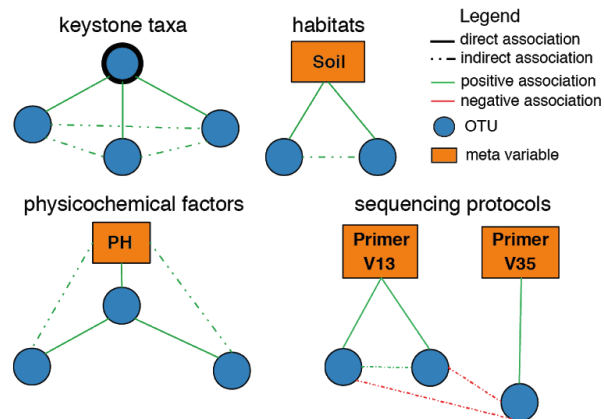 keystone taxa
habitats
Legend
direct association
indirect association
positive association
negative association
OTU
meta variable
Soil
physicochemical factors
sequencing protocols
PH
Primer
V13
Primer
V35